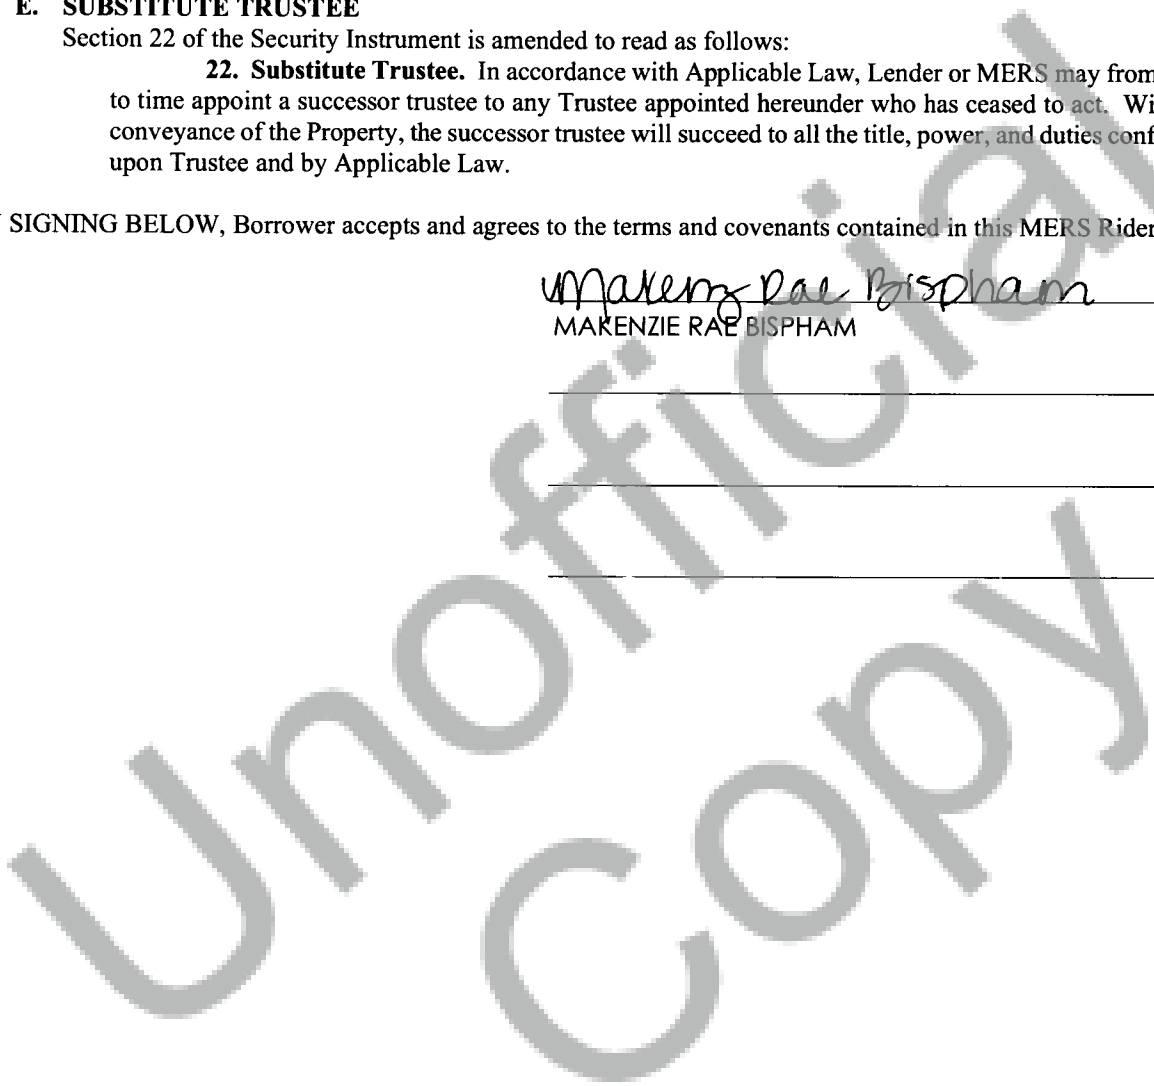 E. SUBSTITUTE TRUSTEE
Section 22 of the Security Instrument is amended to read as follows:
22. Substitute Trustee. In accordance with Applicable Law, Lender or MERS may from
to time appoint a successor trustee to any Trustee appointed hereunder who has ceased to act. Wi
conveyance of the Property, the successor trustee will succeed to all the title, power, and duties conf
upon Trustee and by Applicable Law.
SIGNING BELOW, Borrower accepts and agrees to the terms and covenants contained in this MERS Rider
Makenz Rae Bispham
MAKENZIE RAE BISPHAM
Unofficial
Copy